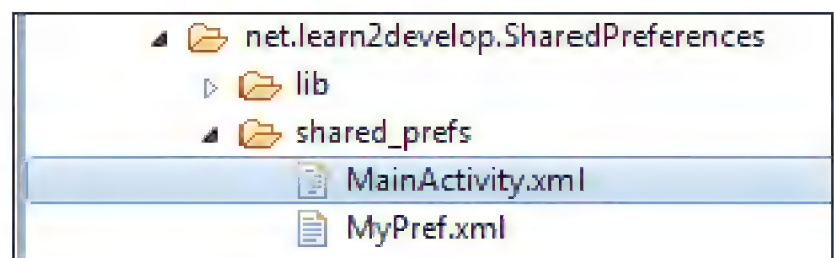 net.learn2develop.SharedPreferences
lib
shared_prefs
MainActivity.xml
MyPref.xml